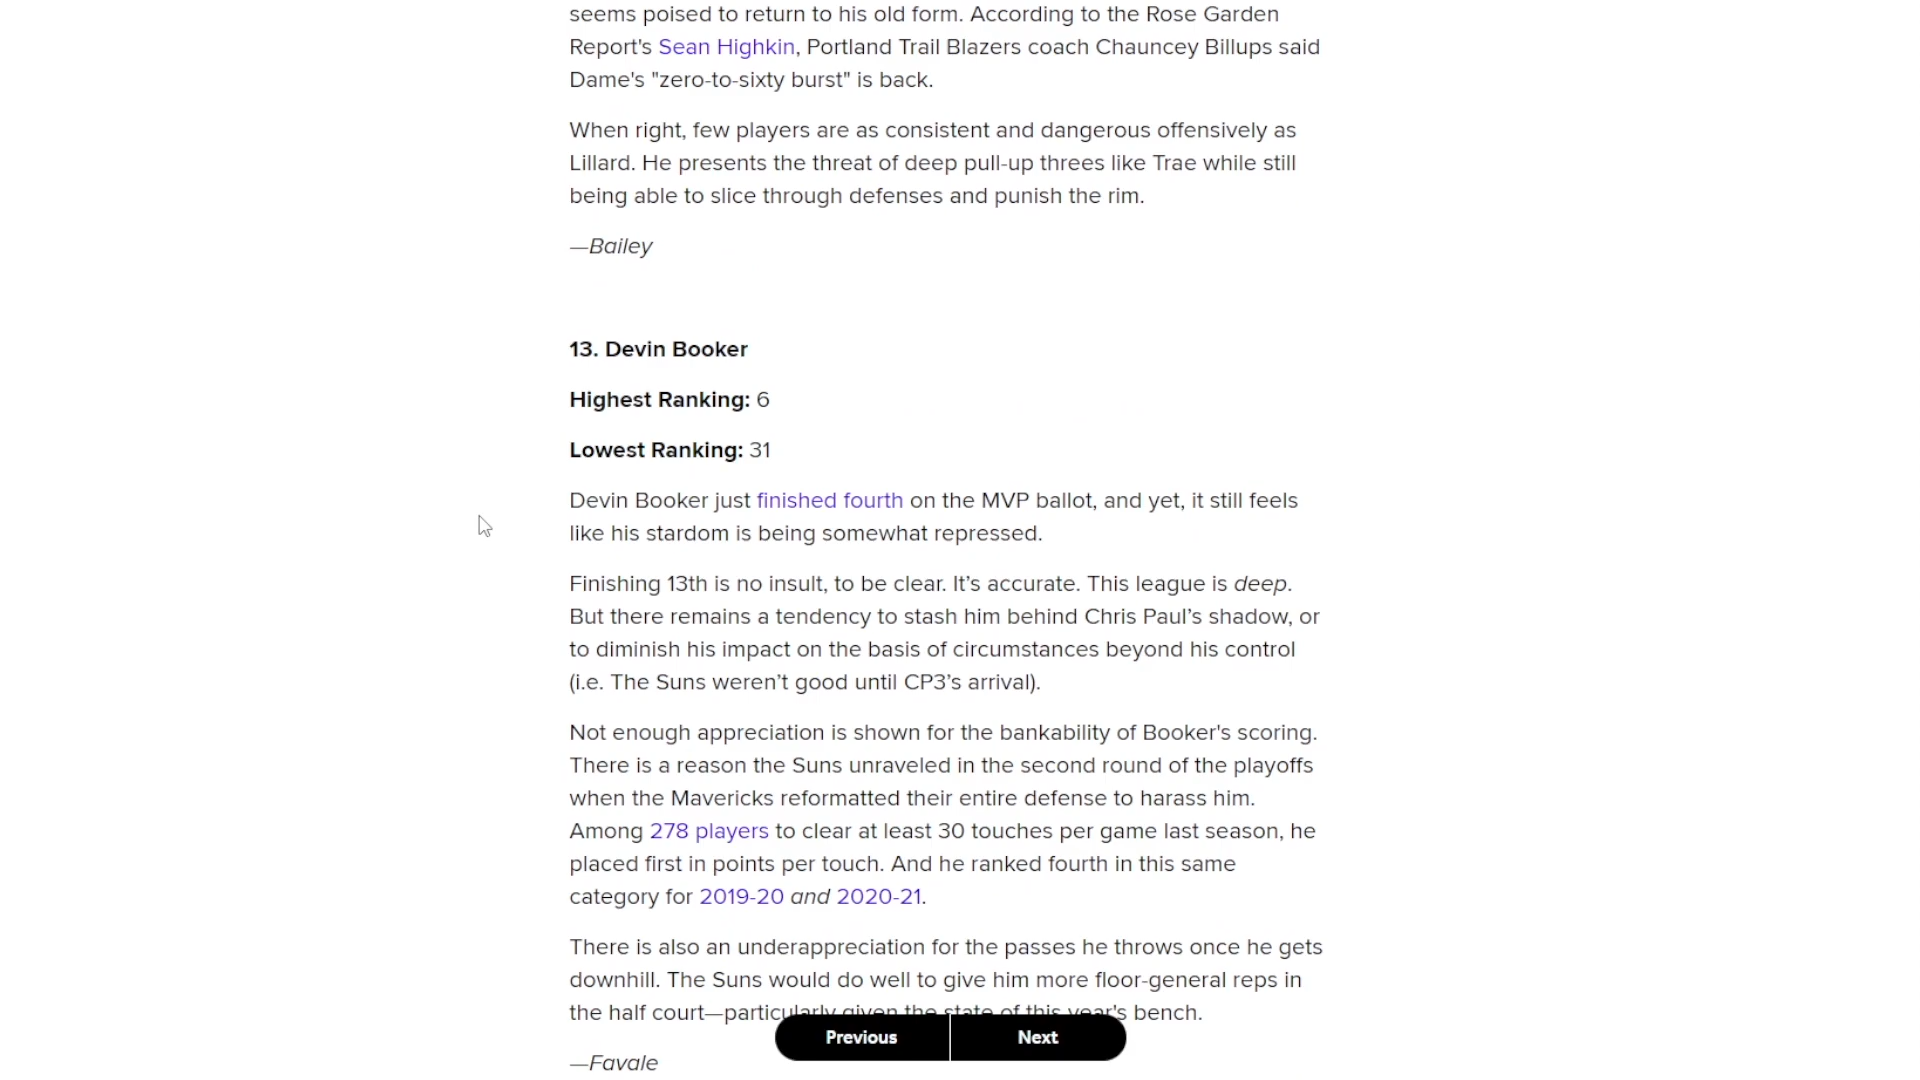 seems poised to return to his old form. According to the Rose Garden
Report's Sean Highkin, Portland Trail Blazers coach Chauncey Billups said
Dame's "zero-to-sixty burst" is back.
When right, few players are as consistent and dangerous offensively as
Lillard. He presents the threat of deep pull-up threes like Trae while still
being able to slice through defenses and punish the rim.
—Bailey
13. Devin Booker
Highest Ranking: 6
Lowest Ranking: 31
Devin Booker just finished fourth on the MVP ballot, and yet, it still feels
like his stardom is being somewhat repressed.
Finishing 13th is no insult, to be clear. It’s accurate. This league is deep.
But there remains a tendency to stash him behind Chris Paul’s shadow, or
to diminish his impact on the basis of circumstances beyond his control
(i.e. The Suns weren’t good until CP3’s arrival).
Not enough appreciation is shown for the bankability of Booker's scoring.
There is a reason the Suns unraveled in the second round of the playoffs
when the Mavericks reformatted their entire defense to harass him.
Among 278 players to clear at least 30 touches per game last season, he
placed first in points per touch. And he ranked fourth in this same
category for 2019-20 and 2020-21.
There is also an underappreciation for the passes he throws once he gets
downhill. The Suns would do well to give him more floor-general reps in
the half court—particularly given the state of this year's bench.
Previous Next
—Favale